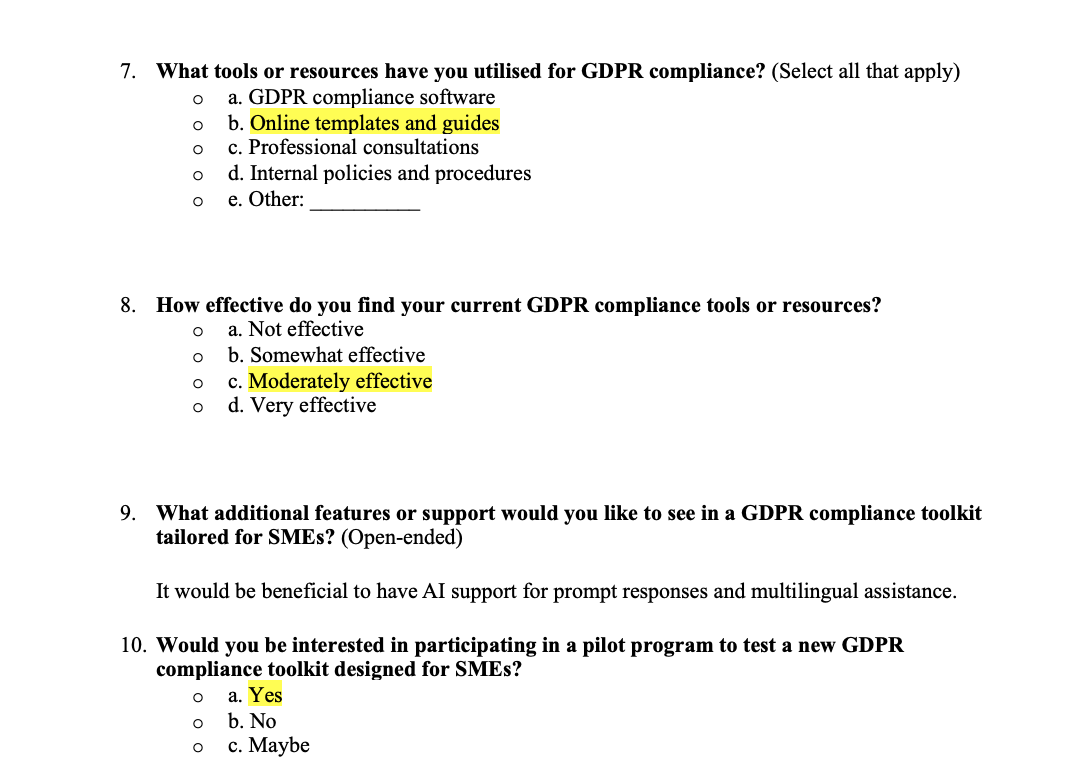 7. What tools or resources have you utilised for GDPR compliance? (Select all that apply)
o a. GDPR compliance software
o b. Online templates and guides
o c. Professional consultations
o d. Internal policies and procedures
o e. Other: __________
8. How effective do you find your current GDPR compliance tools or resources?
o a. Not effective
o b. Somewhat effective
o c. Moderately effective
o d. Very effective
9. What additional features or support would you like to see in a GDPR compliance toolkit
tailored for SMEs? (Open-ended)
It would be beneficial to have AI support for prompt responses and multilingual assistance.
10. Would you be interested in participating in a pilot program to test a new GDPR
compliance toolkit designed for SMEs?
o a. Yes
o b. No
o c. Maybe